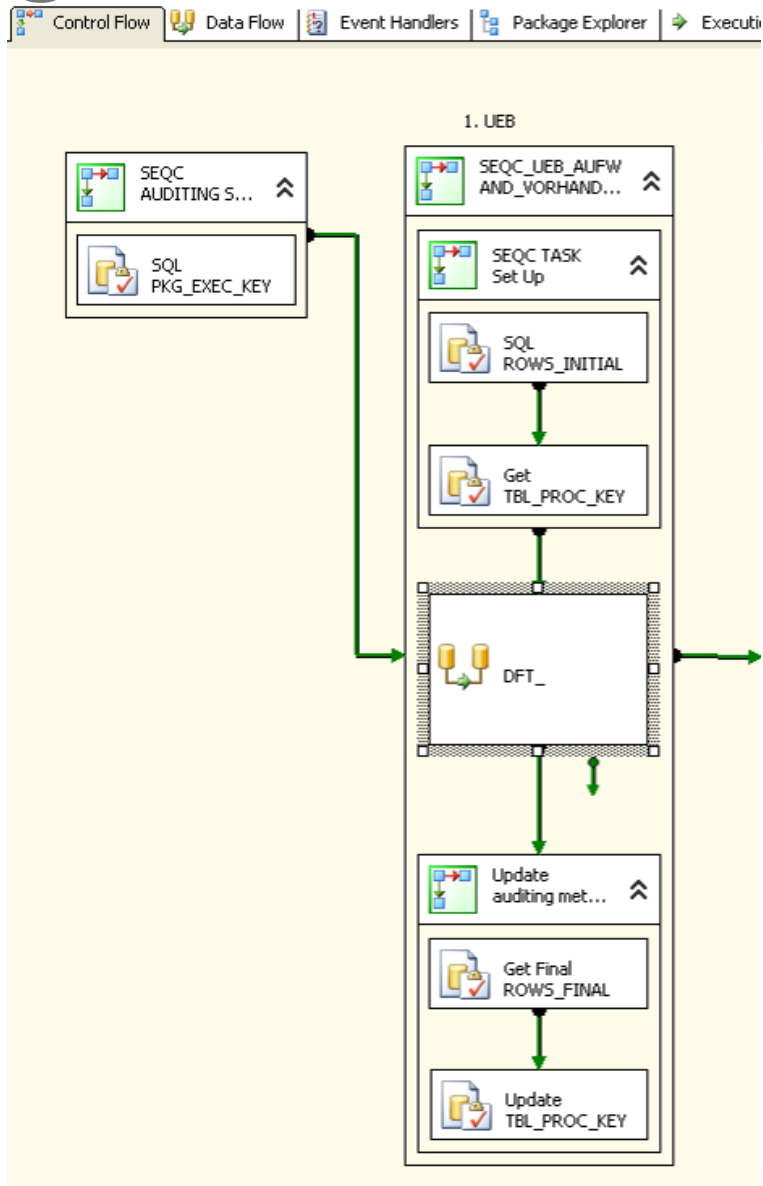 Control Flow
Data Flow
Event Handlers
Package Explorer
Executi
1. UEB
SEQC
AUDITING S...
SQL
PKG_EXEC_KEY
SEQC_UEB_AUFW
AND_VORHAND...
SEQC TASK
Set Up
SQL
ROWS_INITIAL
Get
TBL_PROC_KEY
DFT_
Update
auditing met...
Get Final
ROWS_FINAL
Update
TBL_PROC_KEY